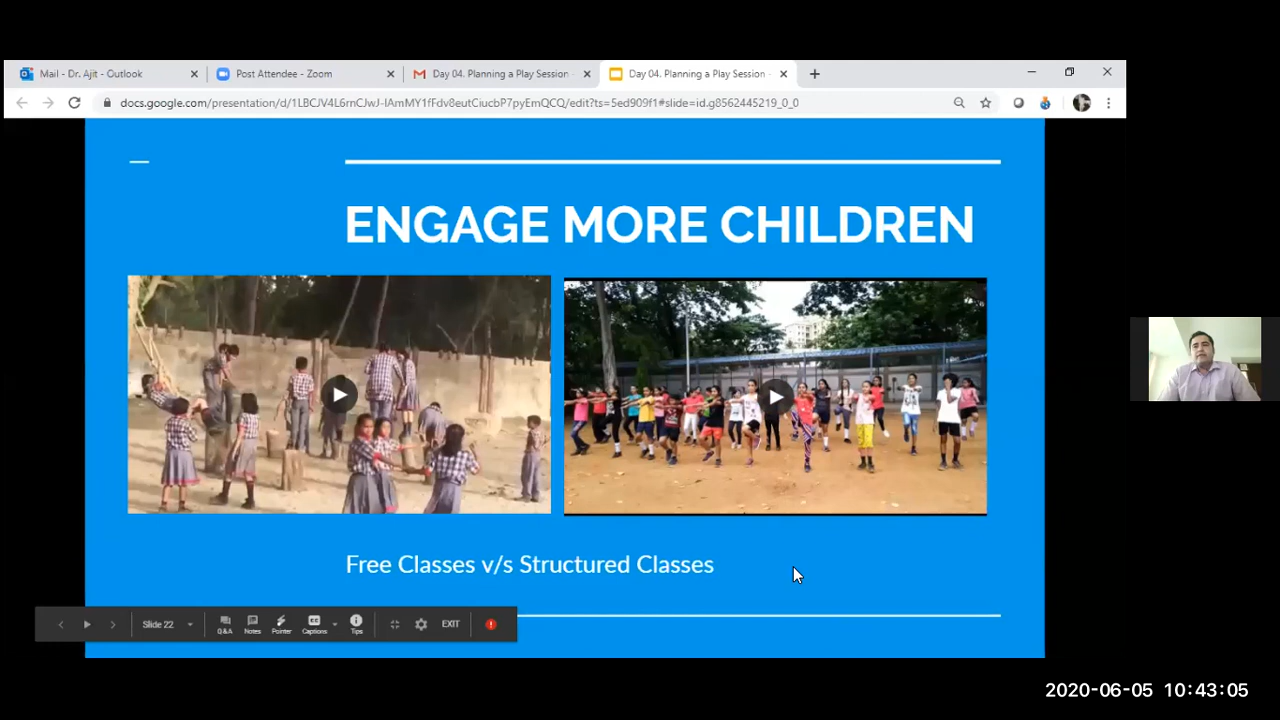 Mail - Dr. Ajit - Outlook
Post Attendee - Zoom
Day 04. Planning a Play Session -
Day 04. Planning a Play Session -
docs.google.com/presentation/d/1LBCJV4L6rnCJwJ-IAmMY1fFdv8eutCiucbP7pyEmQCQ/edit?ts=5ed909f1#slide=id.g8562445219_0_0
ENGAGE MORE CHILDREN
Free Classes v/s Structured Classes
Slide 22
Q&A
Notes
Pointer
CC
Captions
Tips
EXIT
2020-06-05 10:43:05